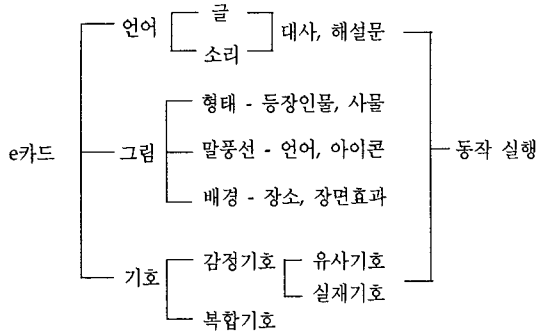 언어
글
소리
대사, 해설문
e카드
그림
형태 - 등장인물, 사물
말풍선 - 언어, 아이콘
배경 - 장소, 장면효과
동작 실행
기호
감정기호
유사기호
실재기호
복합기호